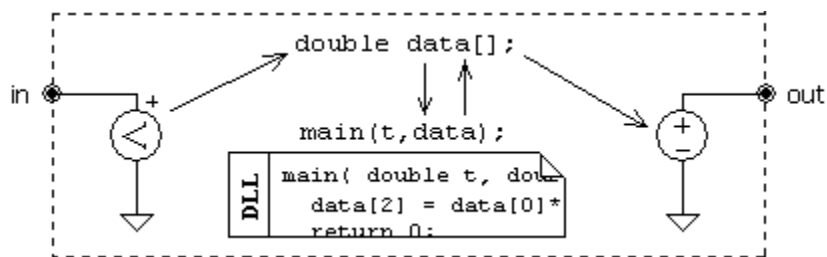 double data[];
in
+
out
V
+
−
main(t,data);
DLL
main( double t, dou
data[2] = data[0]*
return 0;